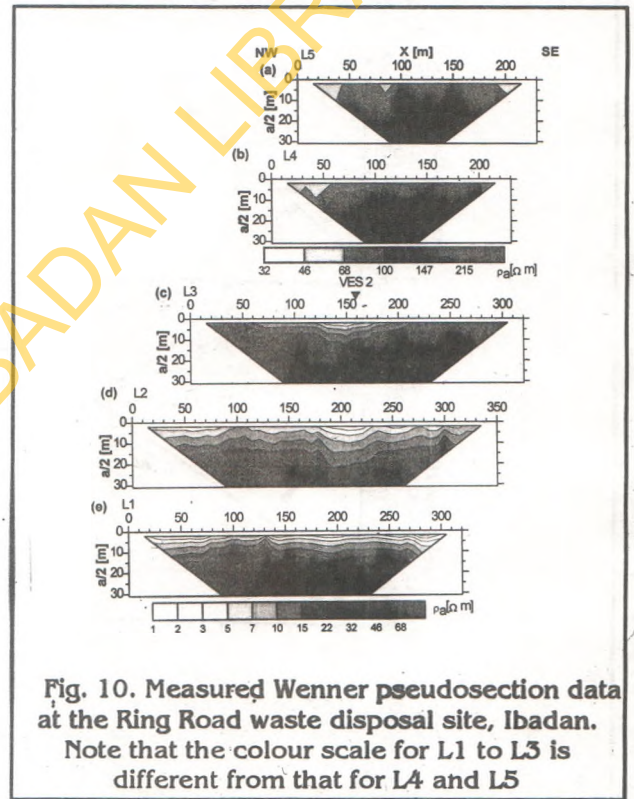 BADAN LIBRA
NW L5 X [m] SE
(a) 0 50 100 150 200
0
10
20
30
a/2 [m]
(b) L4
0 50 100 150 200
0
10
20
30
a/2 [m]
32 46 68 100 147 215 ρa[Ω m]
VES 2
(c) L3
0 50 100 150 200 250 300
0
10
20
30
a/2 [m]
(d) L2
0 50 100 150 200 250 300 350
0
10
20
30
a/2 [m]
(e) L1
0 50 100 150 200 250 300
0
10
20
30
a/2 [m]
1 2 3 5 7 10 15 22 32 46 68 ρa[Ω m]
Fig. 10. Measured Wenner pseudosection data
at the Ring Road waste disposal site, Ibadan.
Note that the colour scale for L1 to L3 is
different from that for L4 and L5